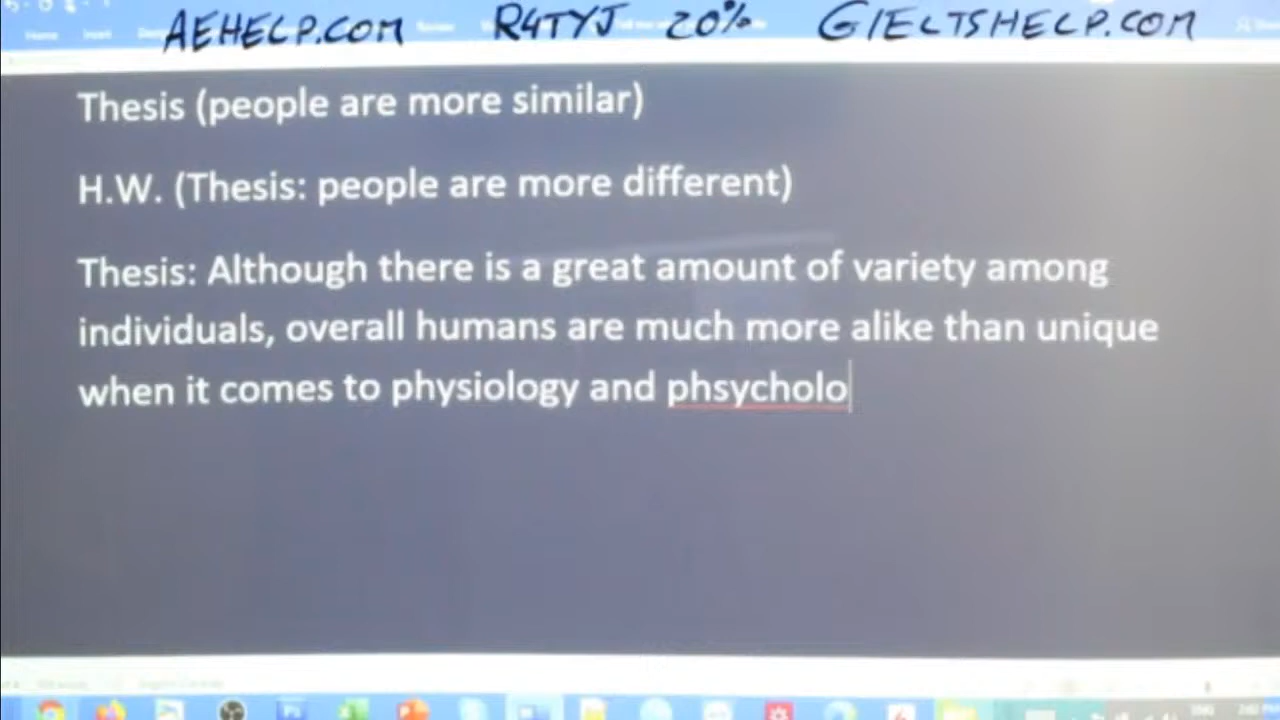 AEHELP.COM R4TYJ 20% GIELTSHELP.COM
Home Insert
Thesis (people are more similar)
H.W. (Thesis: people are more different)
Thesis: Although there is a great amount of variety among
individuals, overall humans are much more alike than unique
when it comes to physiology and phsycholo